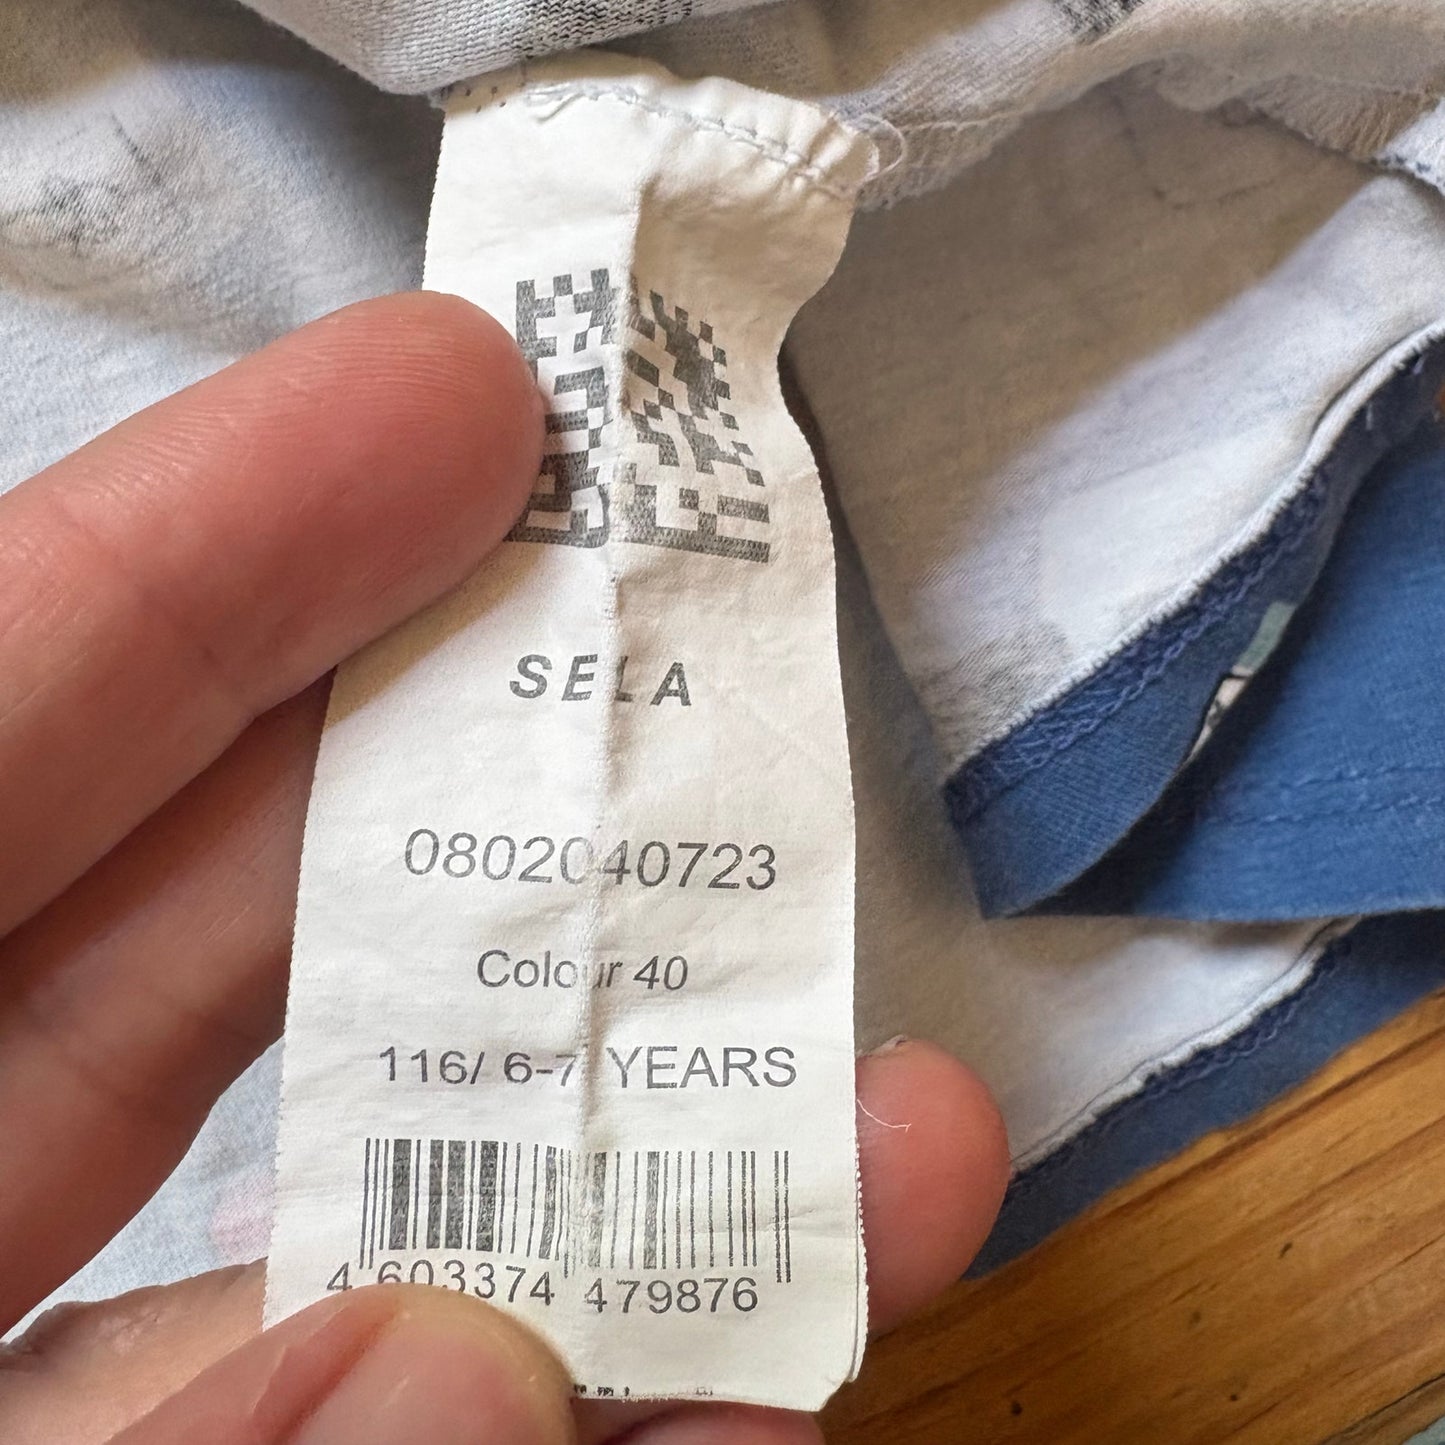 SELA
0802040723
Colour 40
116/ 6-7 YEARS
4 603374 479876